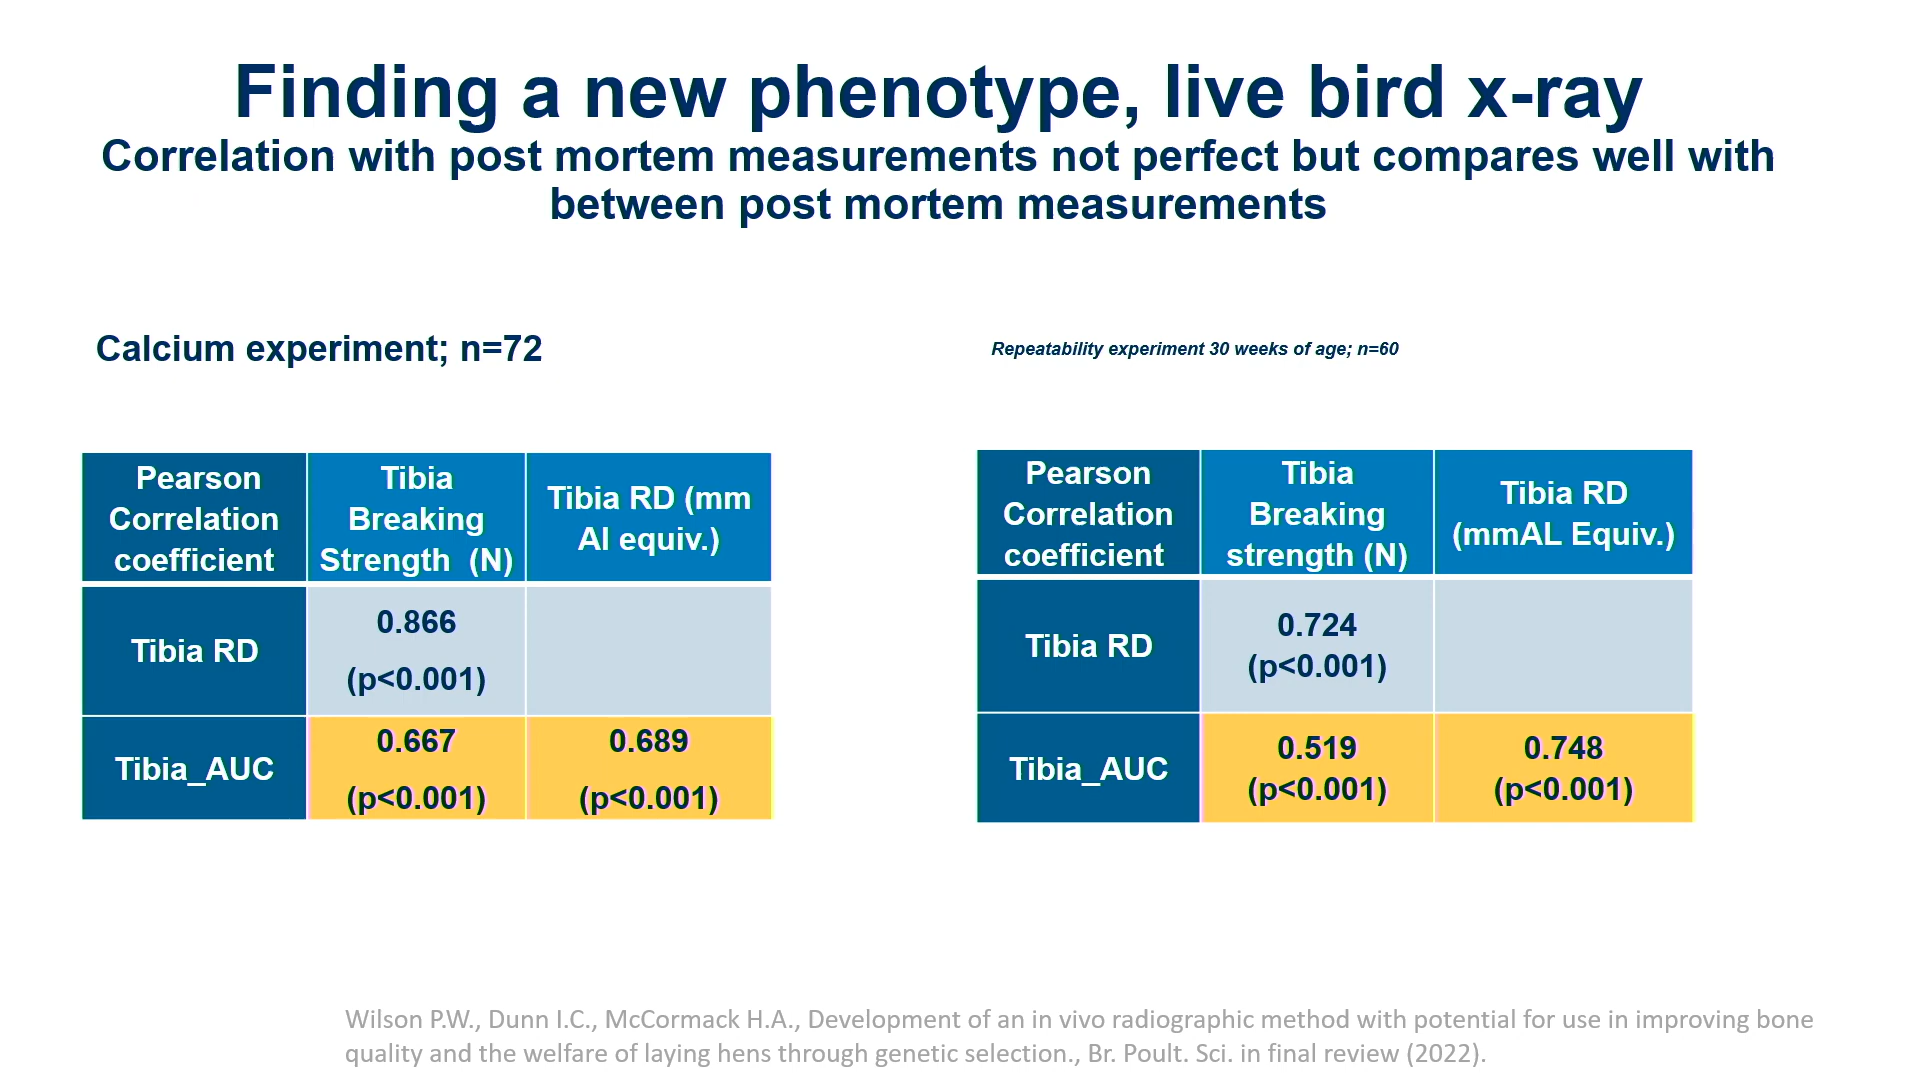 Finding a new phenotype, live bird x-ray
Correlation with post mortem measurements not perfect but compares well with
between post mortem measurements
Calcium experiment; n=72
Pearson
Correlation
coefficient
Tibia
Breaking
Strength (N)
Tibia RD (mm
Al equiv.)
Tibia RD
0.866
(p<0.001)
Tibia_AUC
0.667
(p<0.001)
0.689
(p<0.001)
Repeatability experiment 30 weeks of age; n=60
Pearson
Correlation
coefficient
Tibia
Breaking
strength (N)
Tibia RD
(mmAL Equiv.)
Tibia RD
0.724
(p<0.001)
Tibia_AUC
0.519
(p<0.001)
0.748
(p<0.001)
Wilson P.W., Dunn I.C., McCormack H.A., Development of an in vivo radiographic method with potential for use in improving bone
quality and the welfare of laying hens through genetic selection., Br. Poult. Sci. in final review (2022).